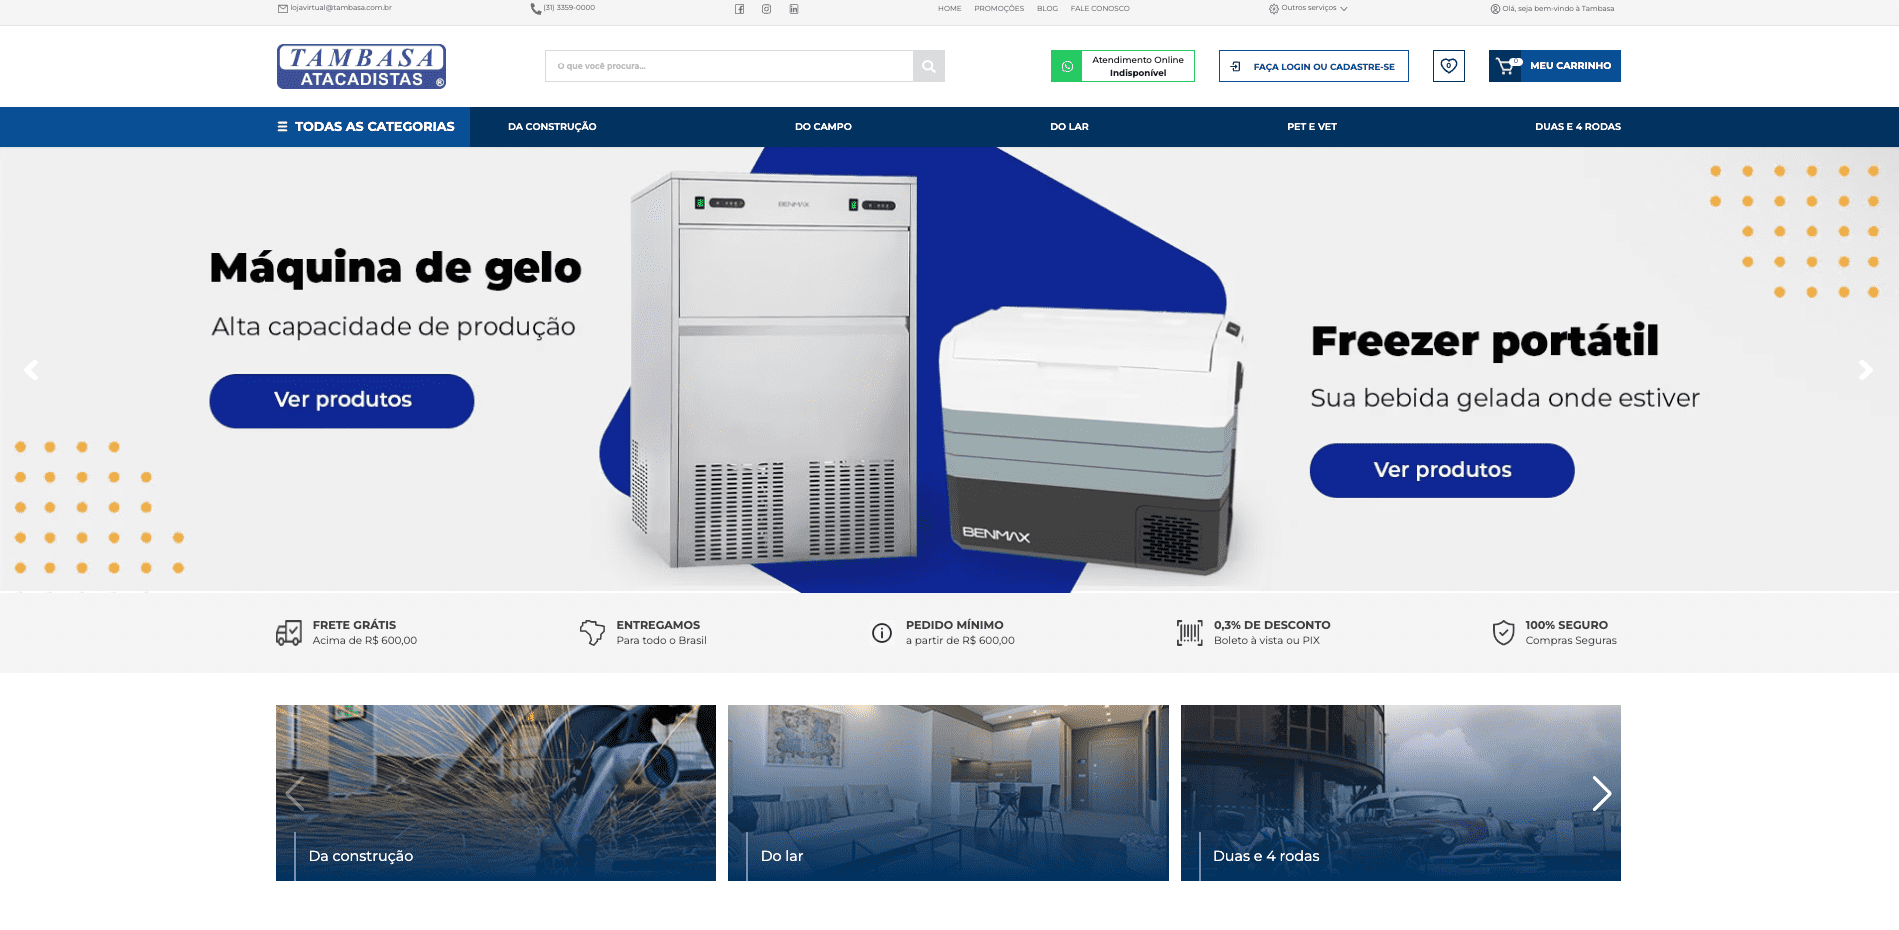 lojavirtual@tambasa.com.br
(31) 3359-0000
HOME
PROMOÇÕES
BLOG
FALE CONOSCO
Outros serviços
Olá, seja bem-vindo à Tambasa
TAMBASA
ATACADISTAS
®
O que você procura...
Atendimento Online
Indisponível
FAÇA LOGIN OU CADASTRE-SE
0
0
MEU CARRINHO
TODAS AS CATEGORIAS
DA CONSTRUÇÃO
DO CAMPO
DO LAR
PET E VET
DUAS E 4 RODAS
BENMAX
Máquina de gelo
Alta capacidade de produção
Ver produtos
Freezer portátil
Sua bebida gelada onde estiver
Ver produtos
BENMAX
FRETE GRÁTIS
Acima de R$ 600,00
ENTREGAMOS
Para todo o Brasil
PEDIDO MÍNIMO
a partir de R$ 600,00
0,3% DE DESCONTO
Boleto à vista ou PIX
100% SEGURO
Compras Seguras
Da construção
Do lar
Duas e 4 rodas